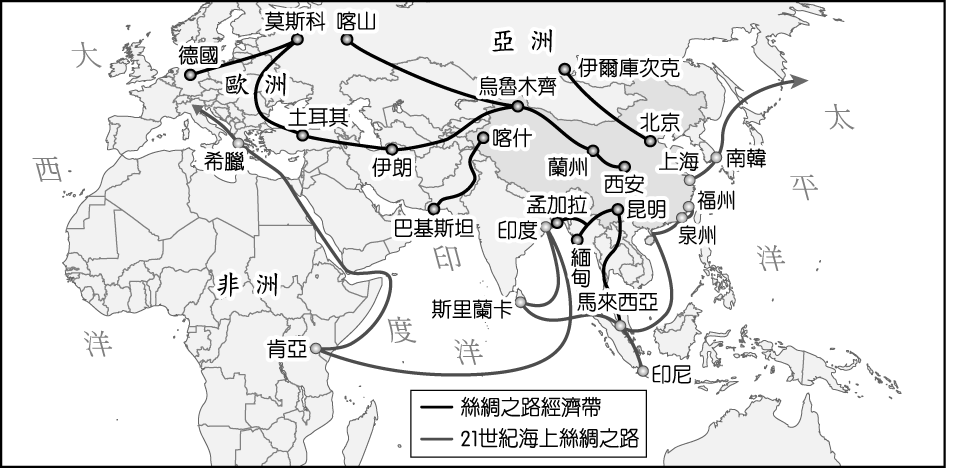 莫斯科
喀山
亞洲
大
德國
伊爾庫次克
歐洲
烏魯木齊
太
土耳其
北京
喀什
西
希臘
伊朗
蘭州
上海
南韓
西安
平
孟加拉
昆明
福州
巴基斯坦
印度
泉州
印
緬甸
洋
非洲
斯里蘭卡
馬來西亞
洋
肯亞
度
洋
印尼
絲綢之路經濟帶
21世紀海上絲綢之路